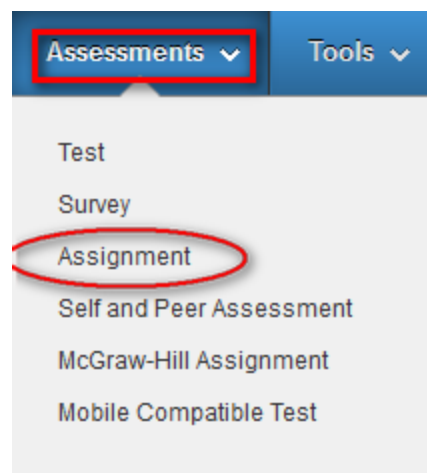 Assessments Tools
Test
Survey
Assignment
Self and Peer Assessment
McGraw-Hill Assignment
Mobile Compatible Test